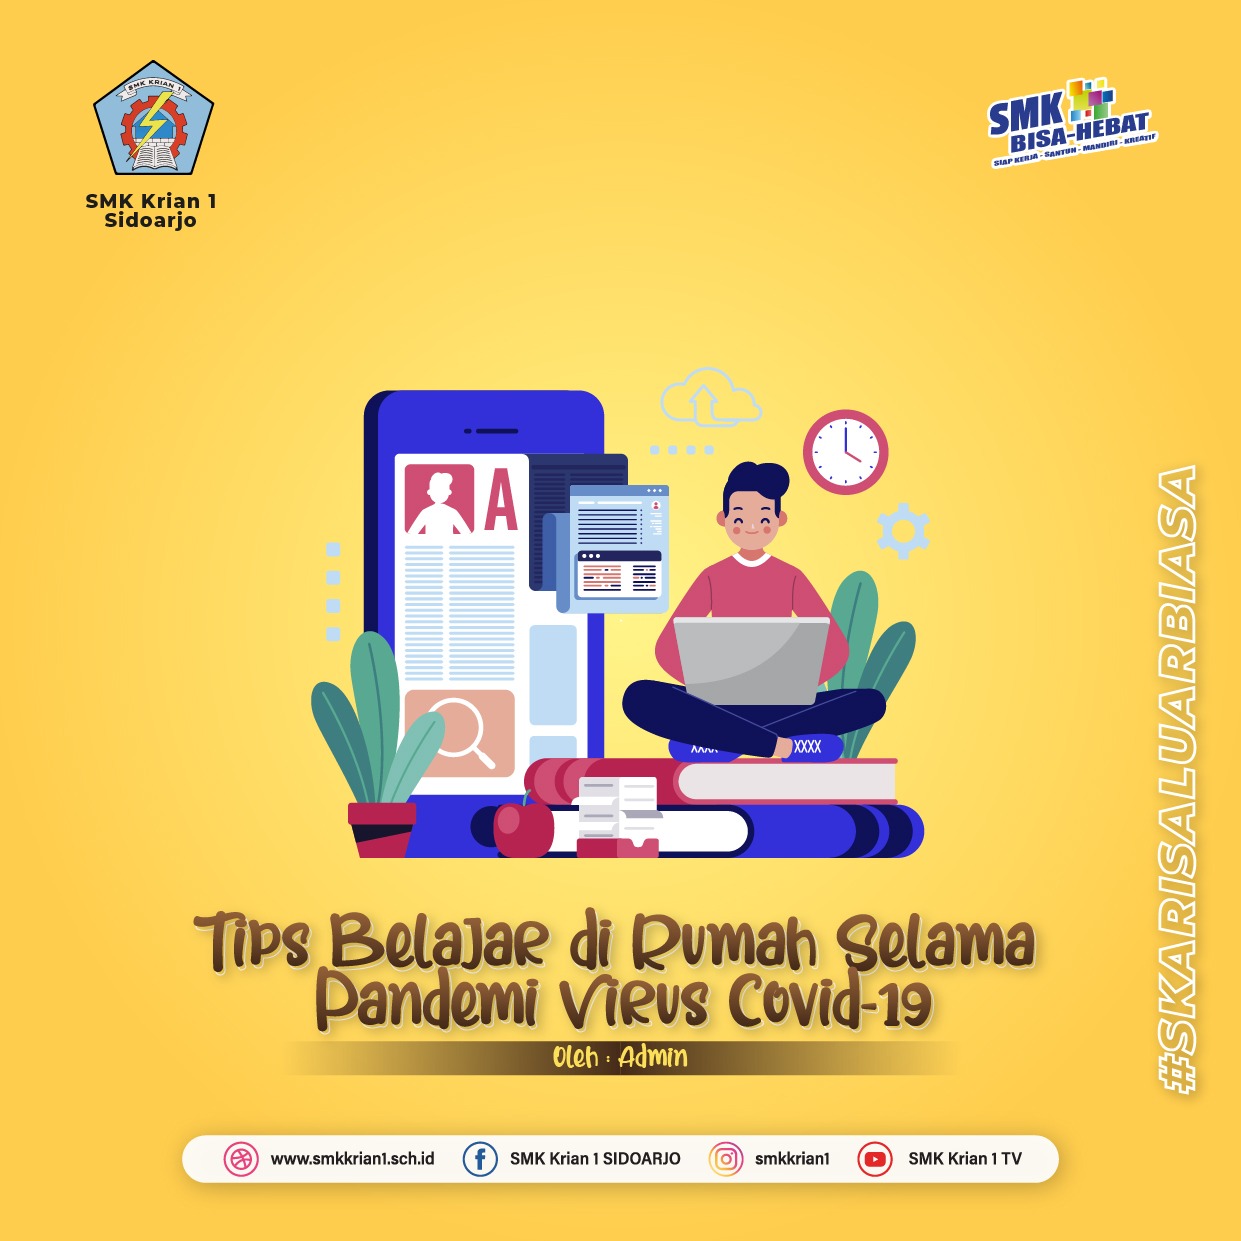 SMK KRIAN 1
SMK Krian 1
Sidoarjo
SMK
BISA-HEBAT
SIAP KERJA - SANTUN - MANDIRI - KREATIF
A
XXXX XXXX
#SKARISALUARBIASA
Tips Belajar di Rumah Selama
Pandemi Virus Covid-19
Oleh : Admin
www.smkkrian1.sch.id SMK Krian 1 SIDOARJO smkkrian1 SMK Krian 1 TV